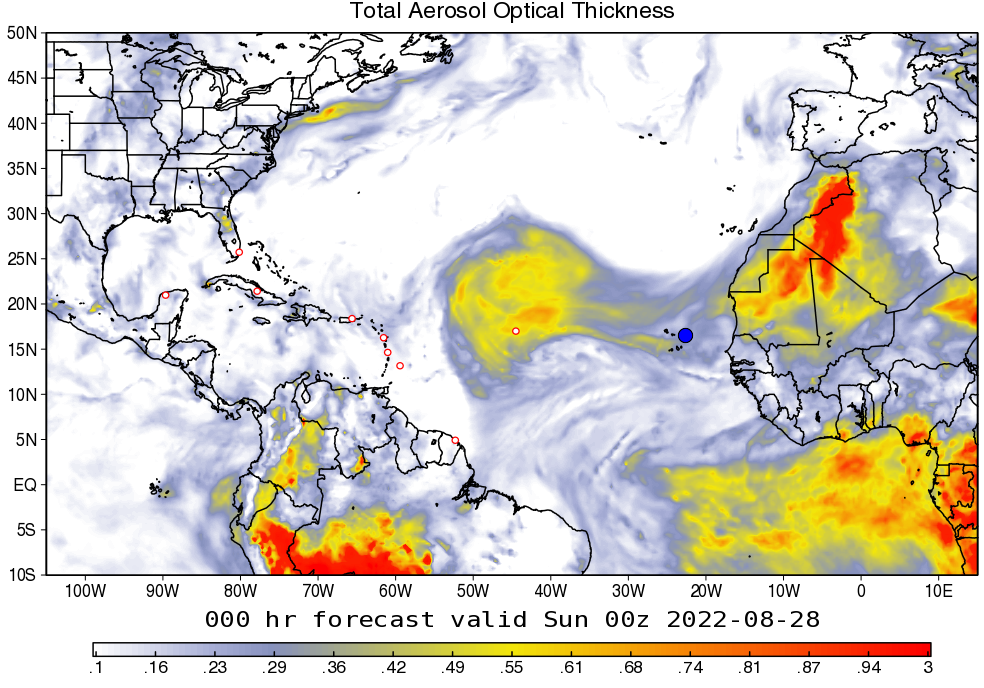 Total Aerosol Optical Thickness
50N
45N
40N
35N
30N
25N
20N
15N
10N
5N
EQ
5S
10S
100W 90W 80W 70W 60W 50W 40W 30W 20W 10W 0 10E
000 hr forecast valid Sun 00z 2022-08-28
.1 .16 .23 .29 .36 .42 .49 .55 .61 .68 .74 .81 .87 .94 3